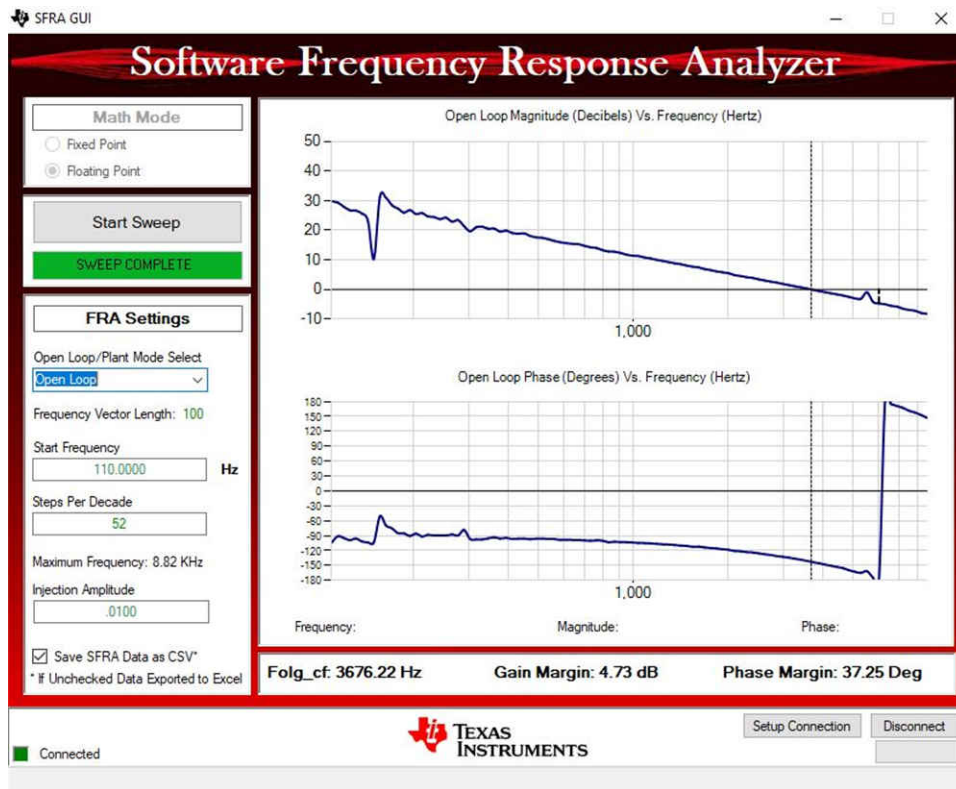 SFRA GUI
Software Frequency Response Analyzer
Math Mode
Fixed Point
Floating Point
Start Sweep
SWEEP COMPLETE
FRA Settings
Open Loop/Plant Mode Select
Open Loop
Frequency Vector Length: 100
Start Frequency
110.0000 Hz
Steps Per Decade
52
Maximum Frequency: 8.82 KHz
Injection Amplitude
.0100
Save SFRA Data as CSV*
* If Unchecked Data Exported to Excel
Open Loop Magnitude (Decibels) Vs. Frequency (Hertz)
50
40
30
20
10
0
-10
1,000
Open Loop Phase (Degrees) Vs. Frequency (Hertz)
180
150
120
90
60
30
0
-30
-60
-90
-120
-150
-180
1,000
Frequency: Magnitude: Phase:
Folg_cf: 3676.22 Hz Gain Margin: 4.73 dB Phase Margin: 37.25 Deg
Connected
TEXAS
INSTRUMENTS
Setup Connection Disconnect